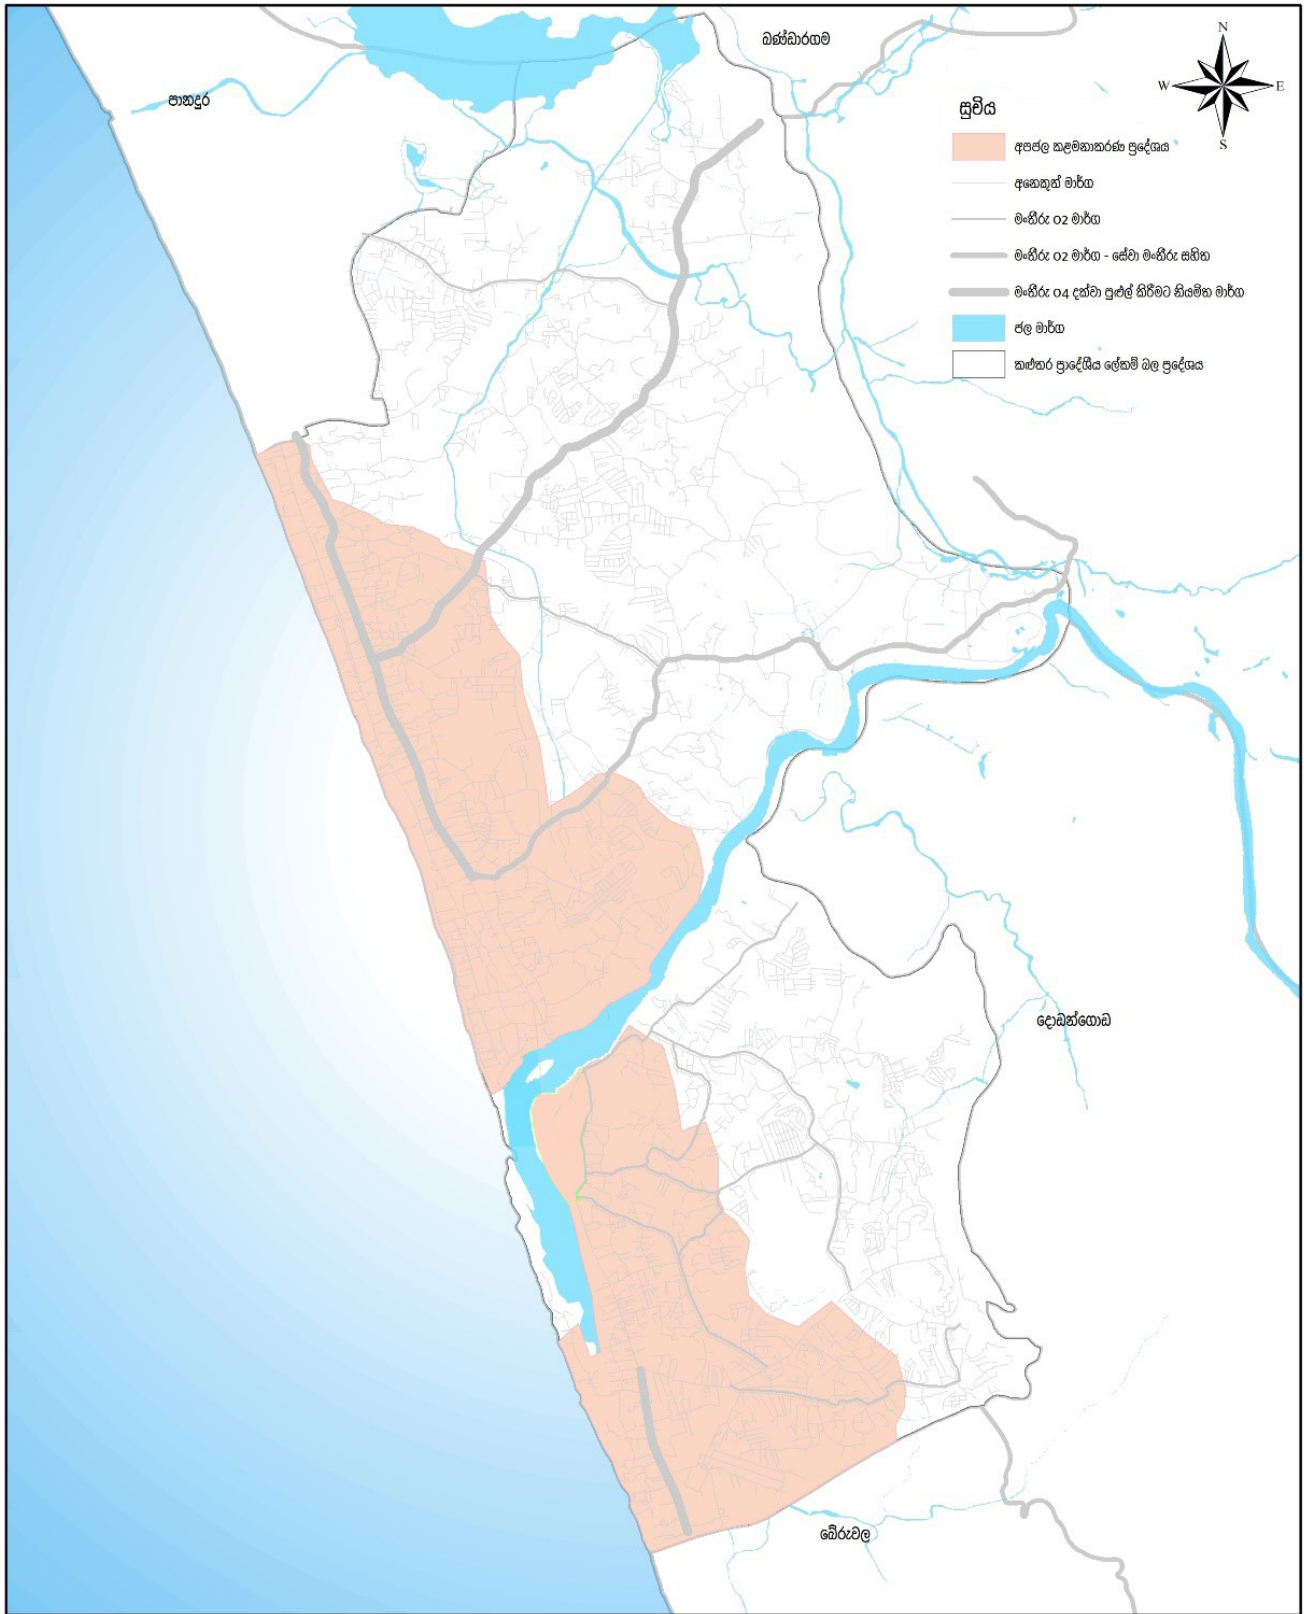 බණ්ඩාරගම
පානදුර
N
W
E
S
සූචිය
අපජල කළමනාකරණ ප්‍රදේශය
අනෙකුත් මාර්ග
මංතීරු 02 මාර්ග
මංතීරු 02 මාර්ග - සේවා මංතීරු සහිත
මංතීරු 04 දක්වා පුළුල් කිරීමට නියමිත මාර්ග
ජල මාර්ග
කළුතර ප්‍රාදේශීය ලේකම් බල ප්‍රදේශය
දොඩන්ගොඩ
බේරුවල